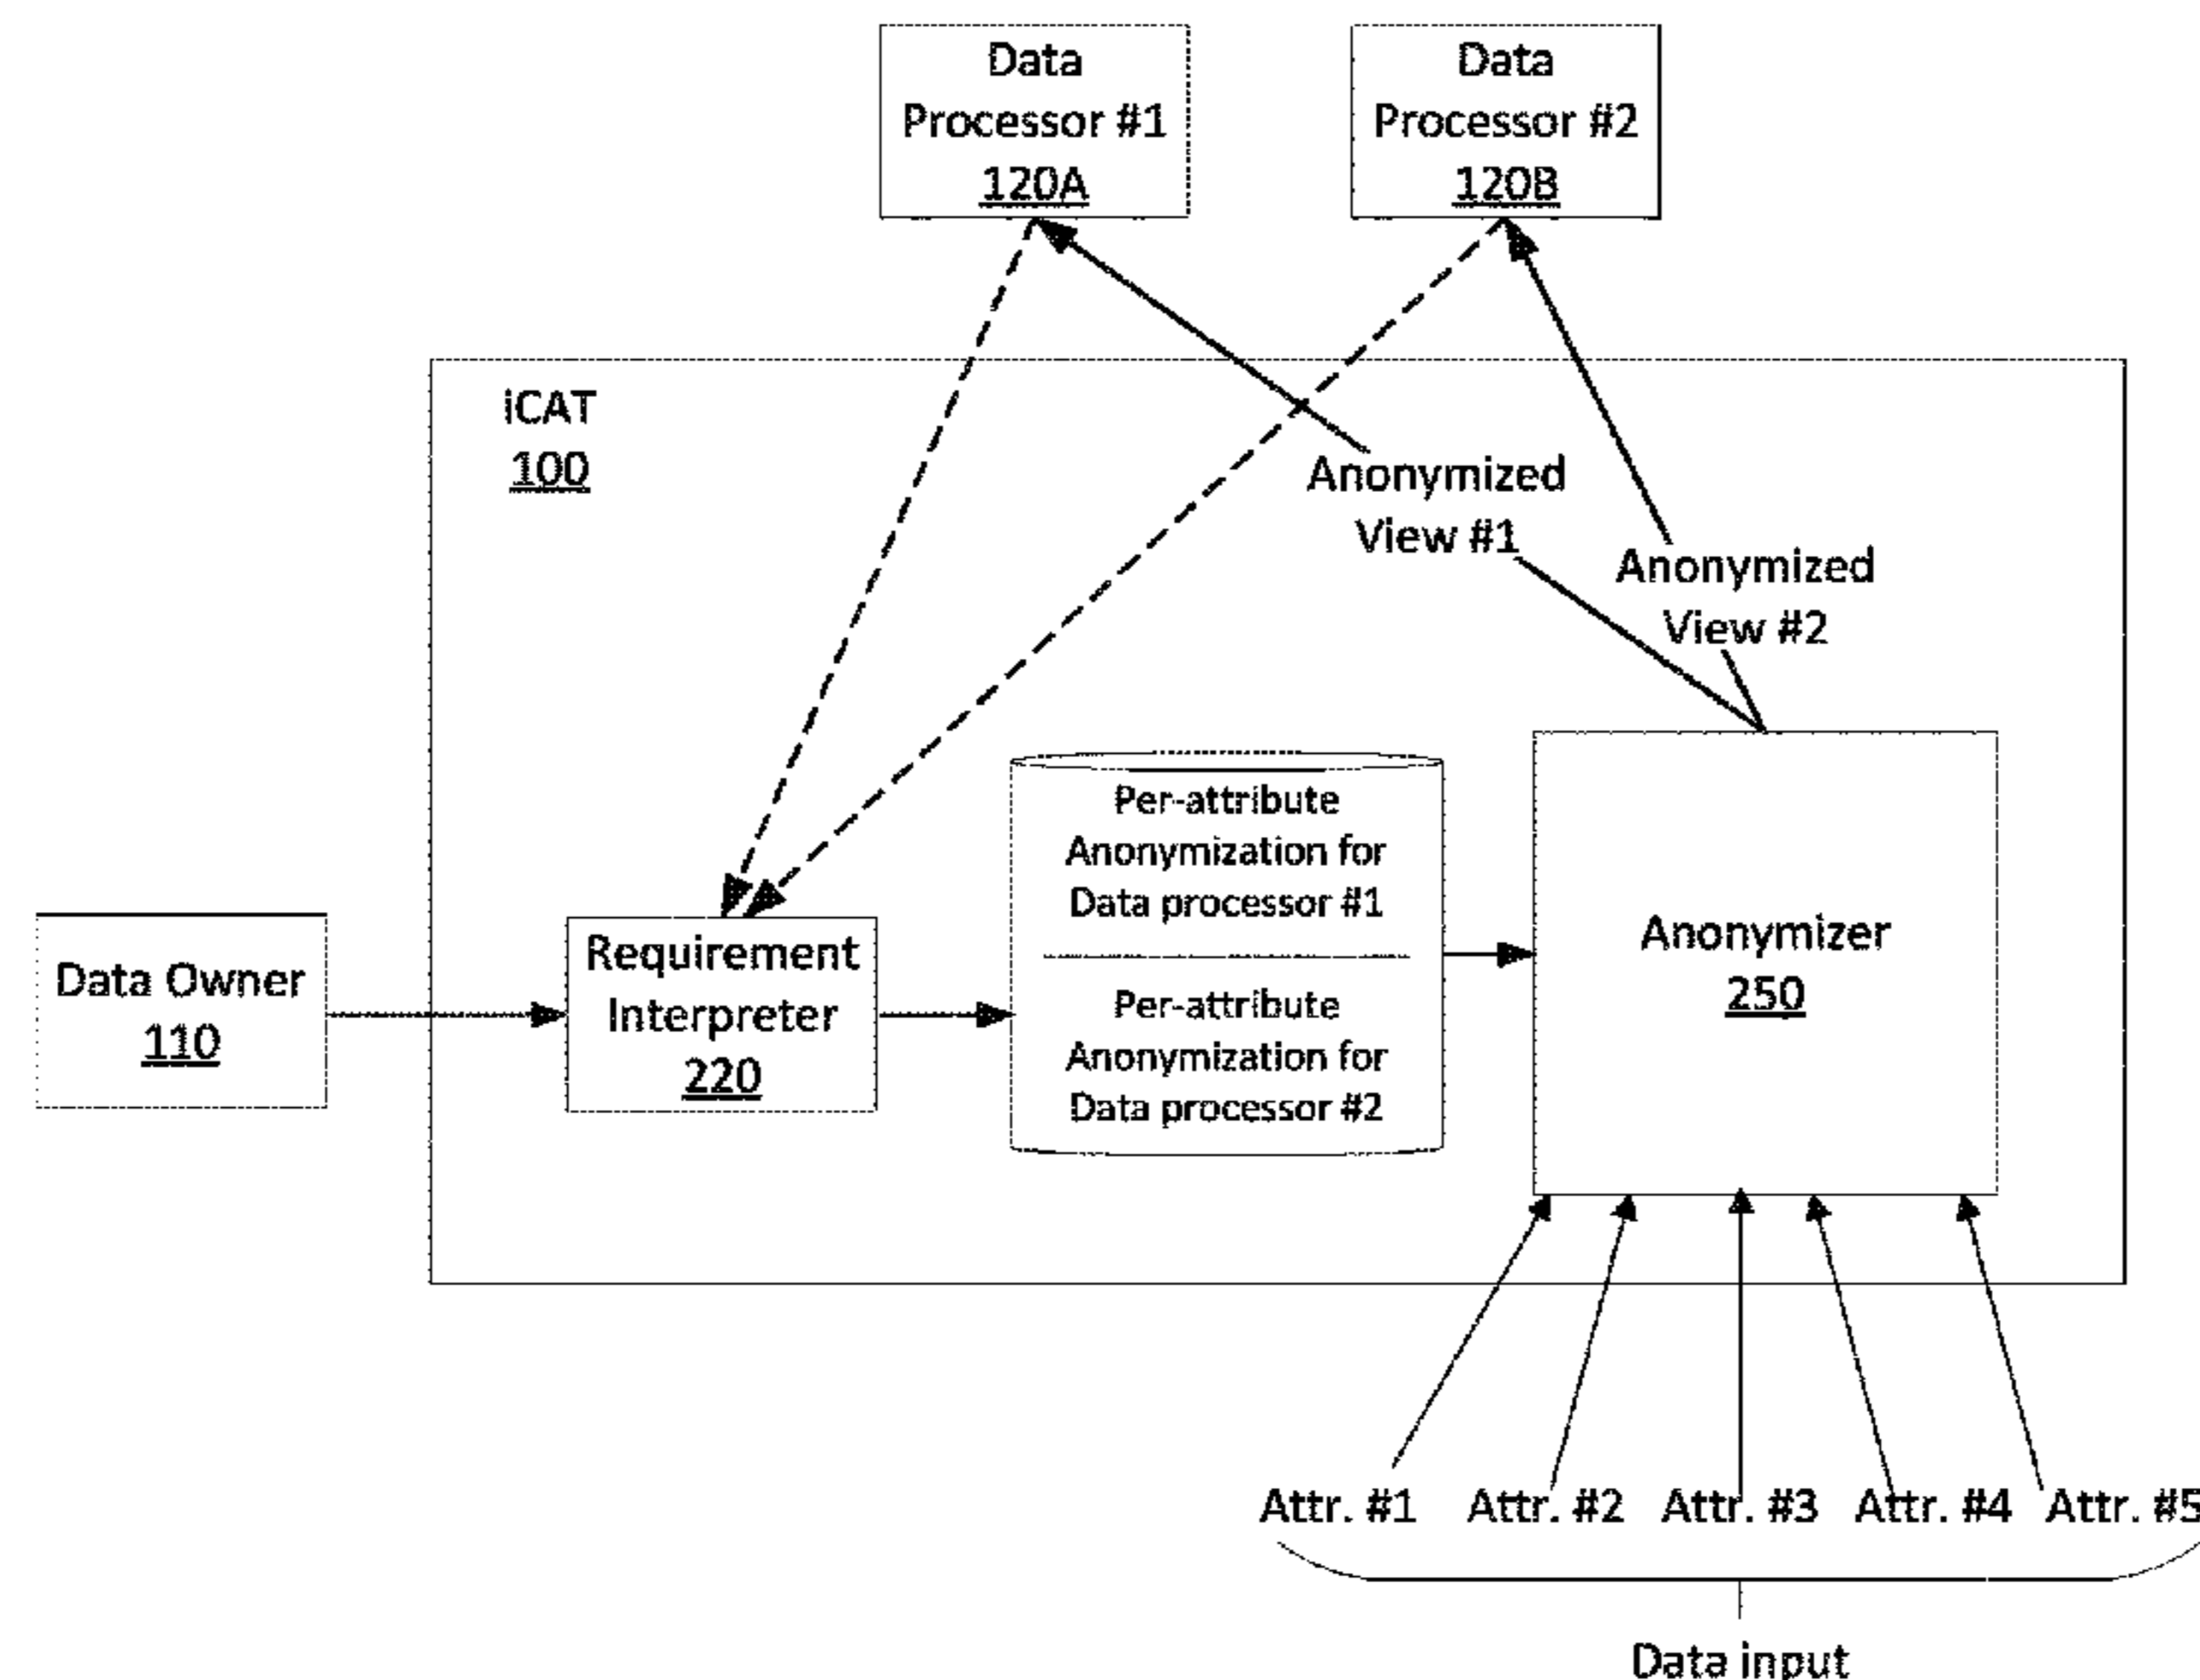 Data
Processor #1
120A
Data
Processor #2
120B
iCAT
100
Anonymized
View #1
Anonymized
View #2
Data Owner
110
Requirement
Interpreter
220
Per-attribute
Anonymization for
Data processor #1
Per-attribute
Anonymization for
Data processor #2
Anonymizer
250
Attr. #1 Attr. #2 Attr. #3 Attr. #4 Attr. #5
Data input